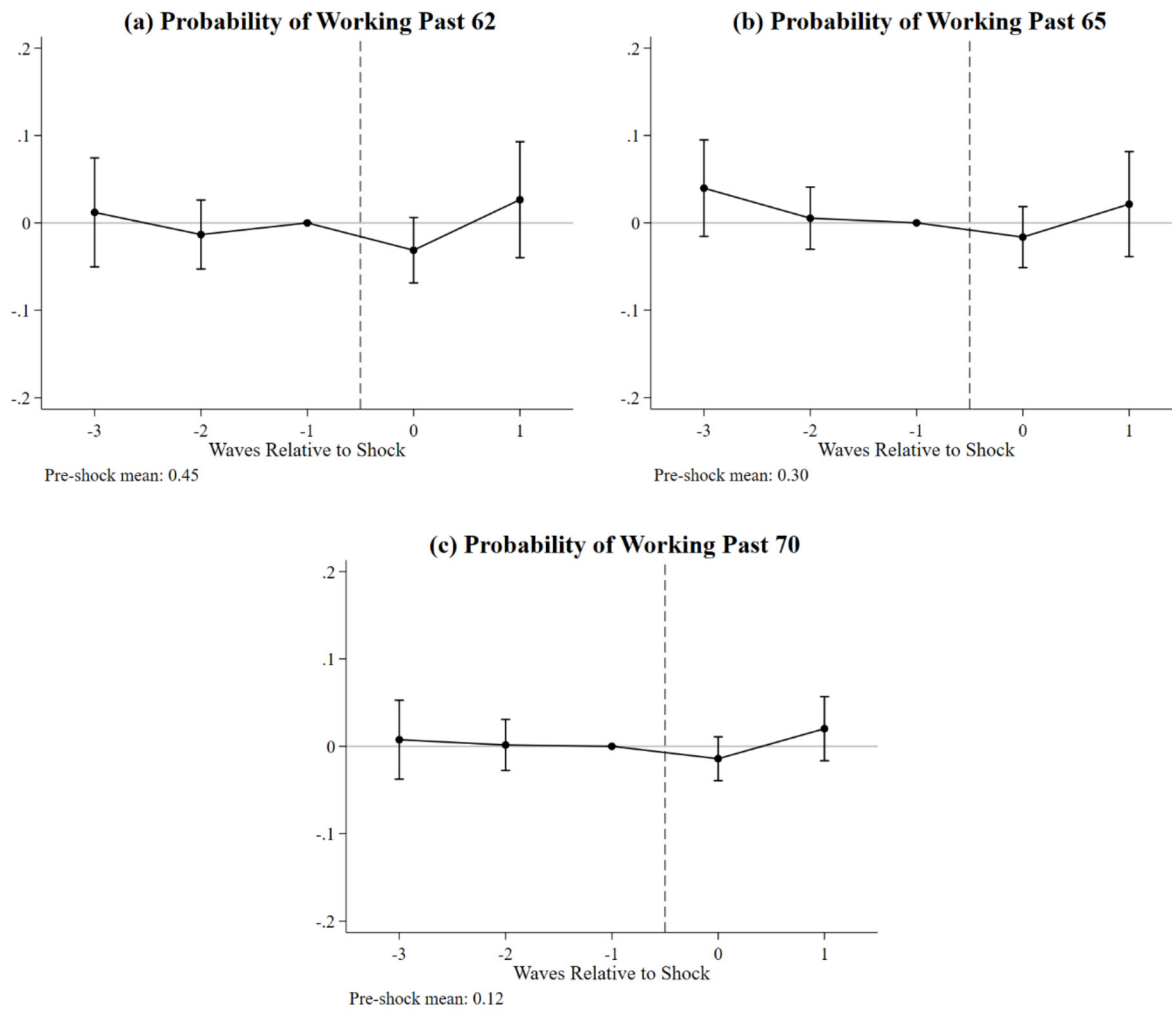 (a) Probability of Working Past 62
.2
.1
0
-.1
-.2
-3 -2 -1 0 1
Waves Relative to Shock
Pre-shock mean: 0.45
(b) Probability of Working Past 65
.2
.1
0
-.1
-.2
-3 -2 -1 0 1
Waves Relative to Shock
Pre-shock mean: 0.30
(c) Probability of Working Past 70
.2
.1
0
-.1
-.2
-3 -2 -1 0 1
Waves Relative to Shock
Pre-shock mean: 0.12